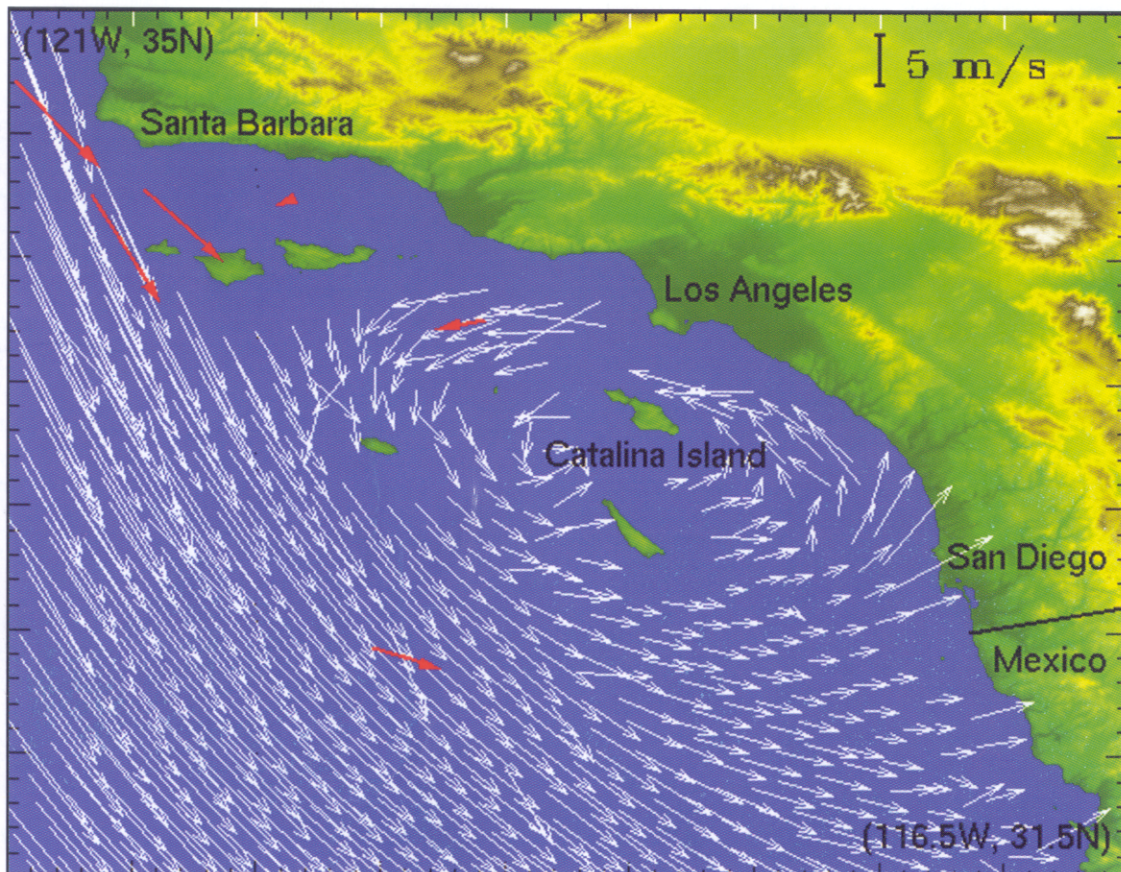 (121W, 35N)
5 m/s
Santa Barbara
Los Angeles
Catalina Island
San Diego
Mexico
(116.5W, 31.5N)